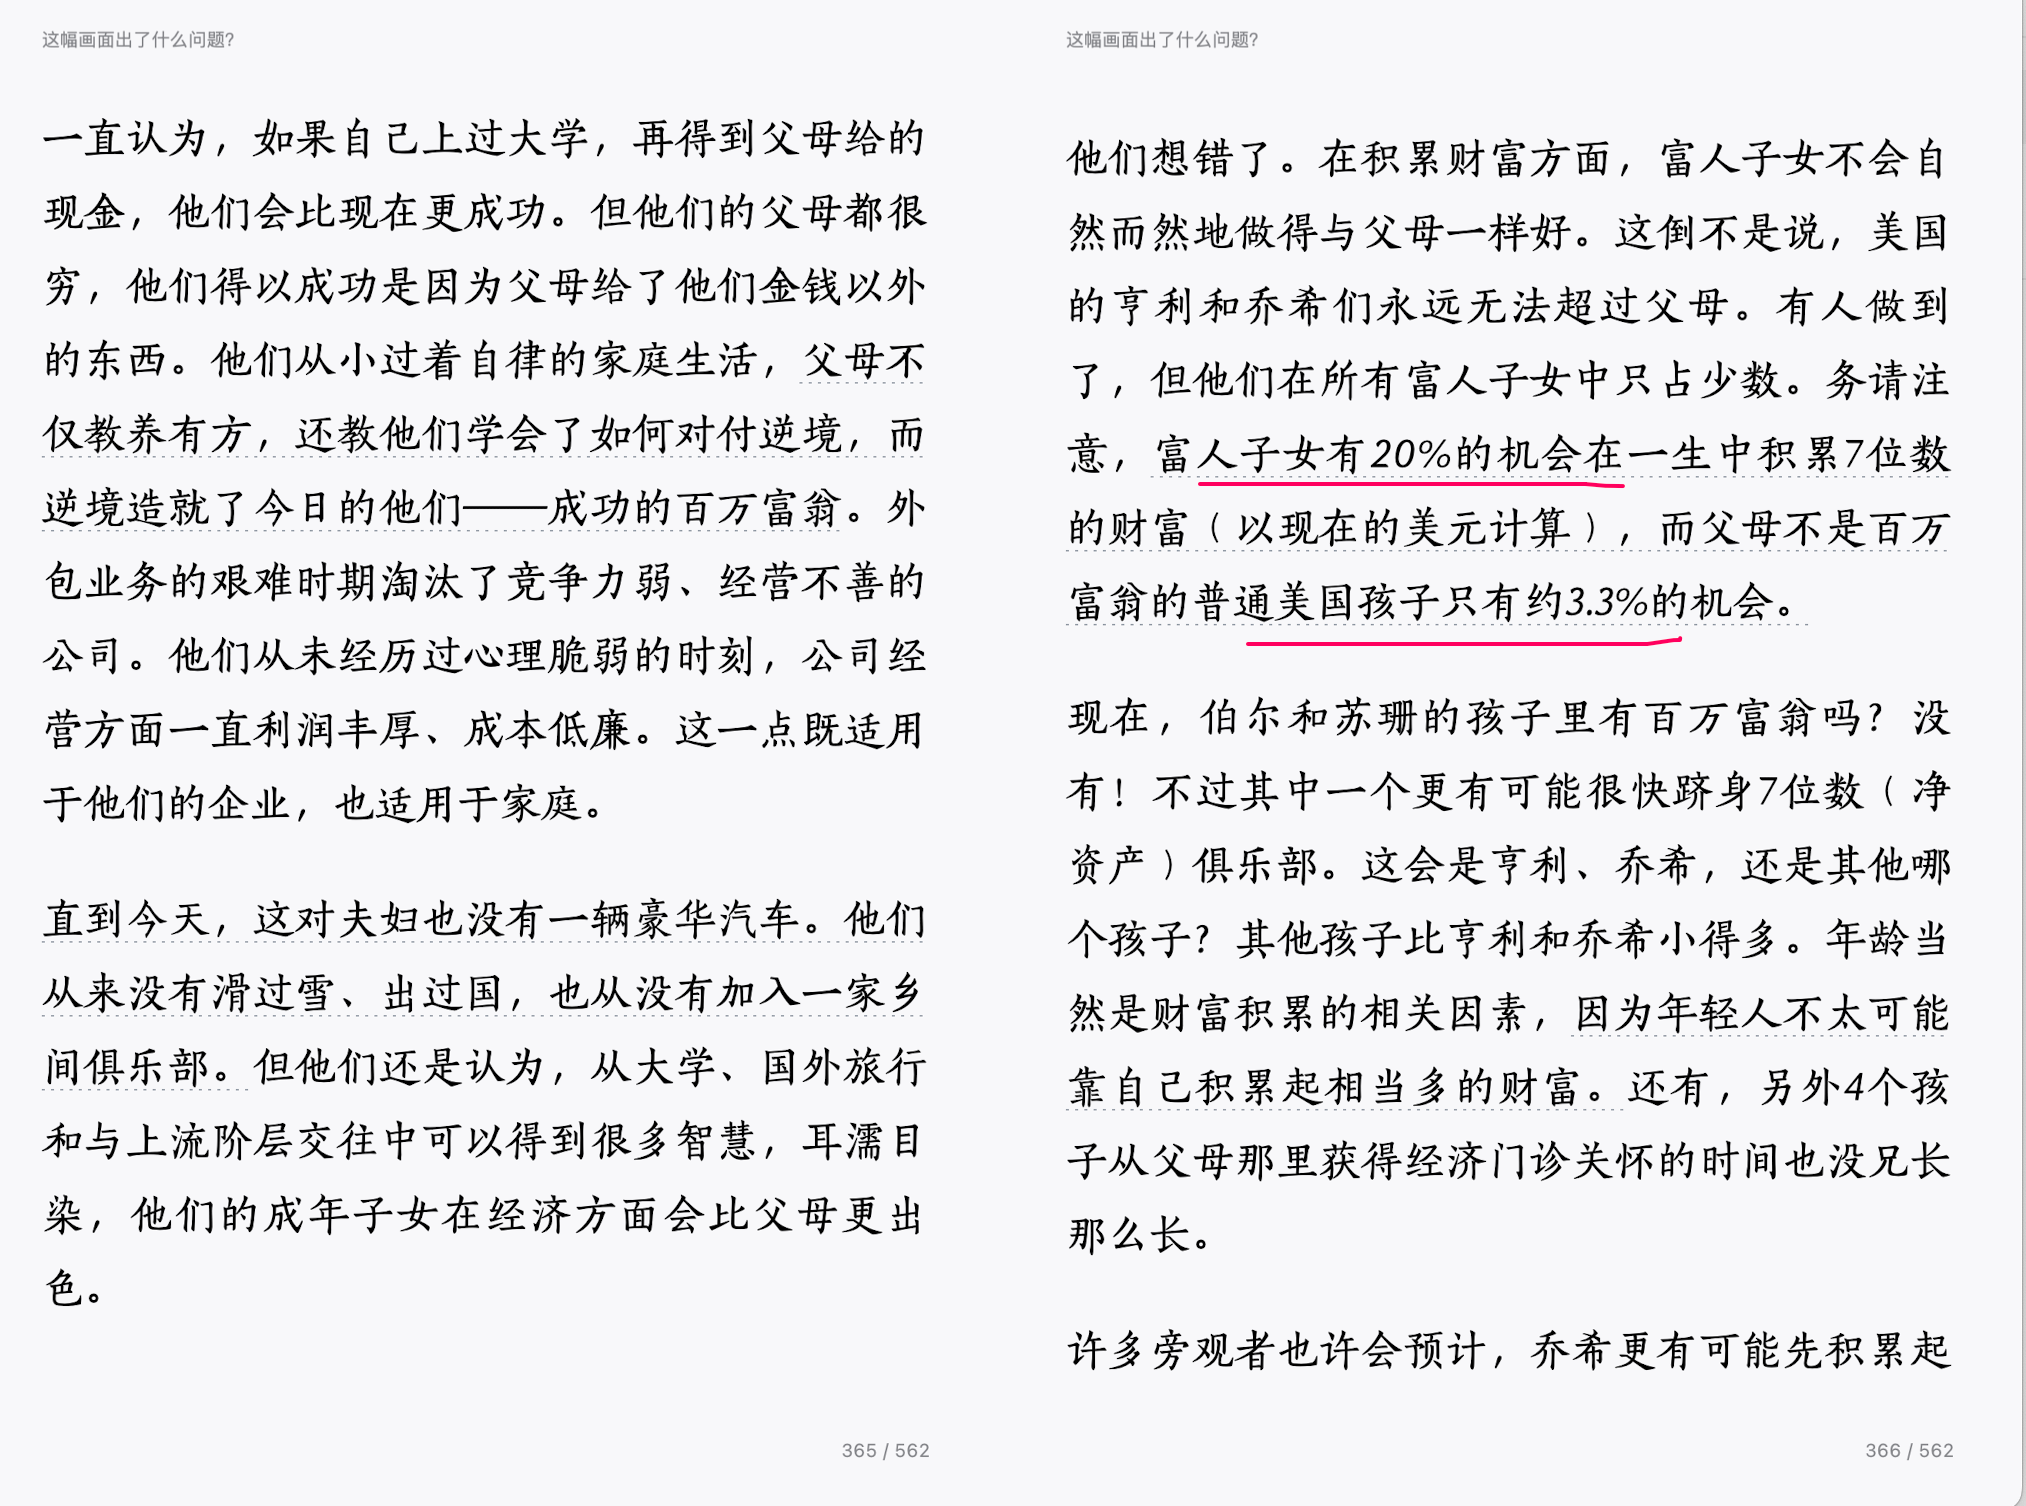 这幅画面出了什么问题?
一直认为，如果自己上过大学，再得到父母给的
现金，他们会比现在更成功。但他们的父母都很
穷，他们得以成功是因为父母给了他们金钱以外
的东西。他们从小过着自律的家庭生活，父母不
仅教养有方，还教他们学会了如何对付逆境，而
逆境造就了今日的他们——成功的百万富翁。外
包业务的艰难时期淘汰了竞争力弱、经营不善的
公司。他们从未经历过心理脆弱的时刻，公司经
营方面一直利润丰厚、成本低廉。这一点既适用
于他们的企业，也适用于家庭。
直到今天，这对夫妇也没有一辆豪华汽车。他们
从来没有滑过雪、出过国，也从没有加入一家乡
间俱乐部。但他们还是认为，从大学、国外旅行
和与上流阶层交往中可以得到很多智慧，耳濡目
染，他们的成年子女在经济方面会比父母更出
色。
365 / 562
这幅画面出了什么问题?
他们想错了。在积累财富方面，富人子女不会自
然而然地做得与父母一样好。这倒不是说，美国
的亨利和乔希们永远无法超过父母。有人做到
了，但他们在所有富人子女中只占少数。务请注
意，富人子女有20%的机会在一生中积累7位数
的财富（以现在的美元计算），而父母不是百万
富翁的普通美国孩子只有约3.3%的机会。
现在，伯尔和苏珊的孩子里有百万富翁吗？没
有！不过其中一个更有可能很快跻身7位数（净
资产）俱乐部。这会是亨利、乔希，还是其他哪
个孩子？其他孩子比亨利和乔希小得多。年龄当
然是财富积累的相关因素，因为年轻人不太可能
靠自己积累起相当多的财富。还有，另外4个孩
子从父母那里获得经济门诊关怀的时间也没兄长
那么长。
许多旁观者也许会预计，乔希更有可能先积累起
366 / 562